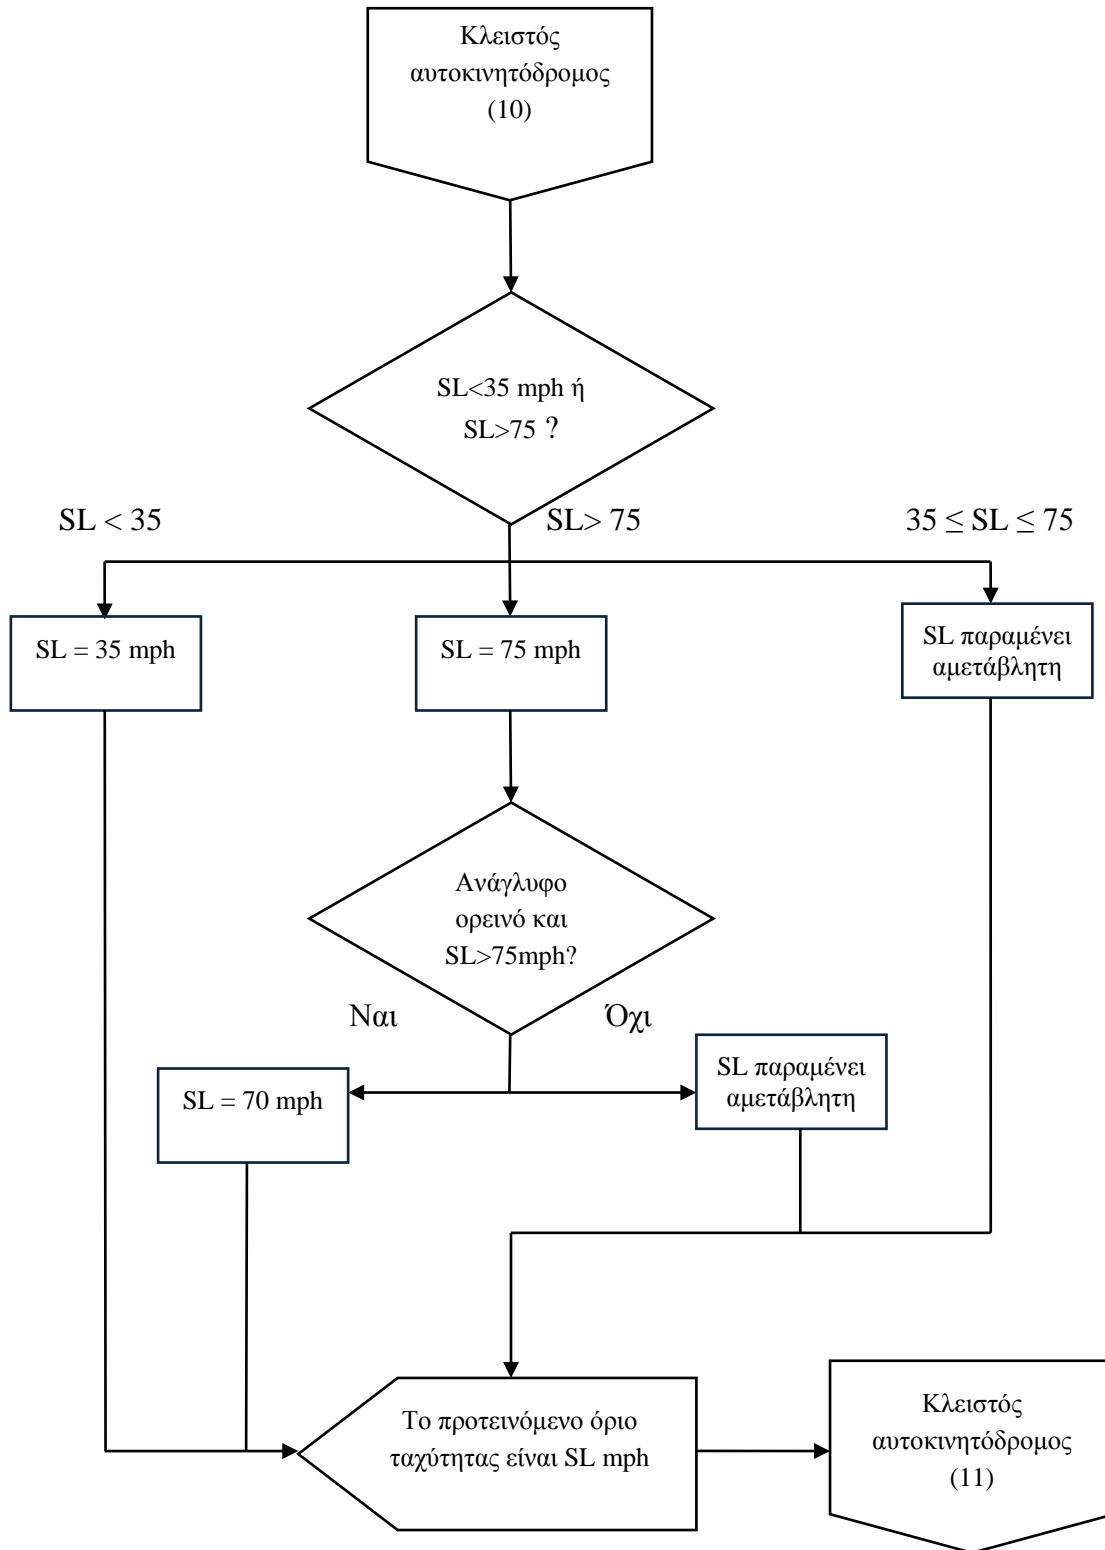 Κλειστός
αυτοκινητόδρομος
(10)
SL<35 mph ή
SL>75 ?
SL < 35
SL> 75
35 ≤ SL ≤ 75
SL = 35 mph
SL = 75 mph
SL παραμένει
αμετάβλητη
Ανάγλυφο
ορεινό και
SL>75mph?
Ναι
Όχι
SL = 70 mph
SL παραμένει
αμετάβλητη
Το προτεινόμενο όριο
ταχύτητας είναι SL mph
Κλειστός
αυτοκινητόδρομος
(11)